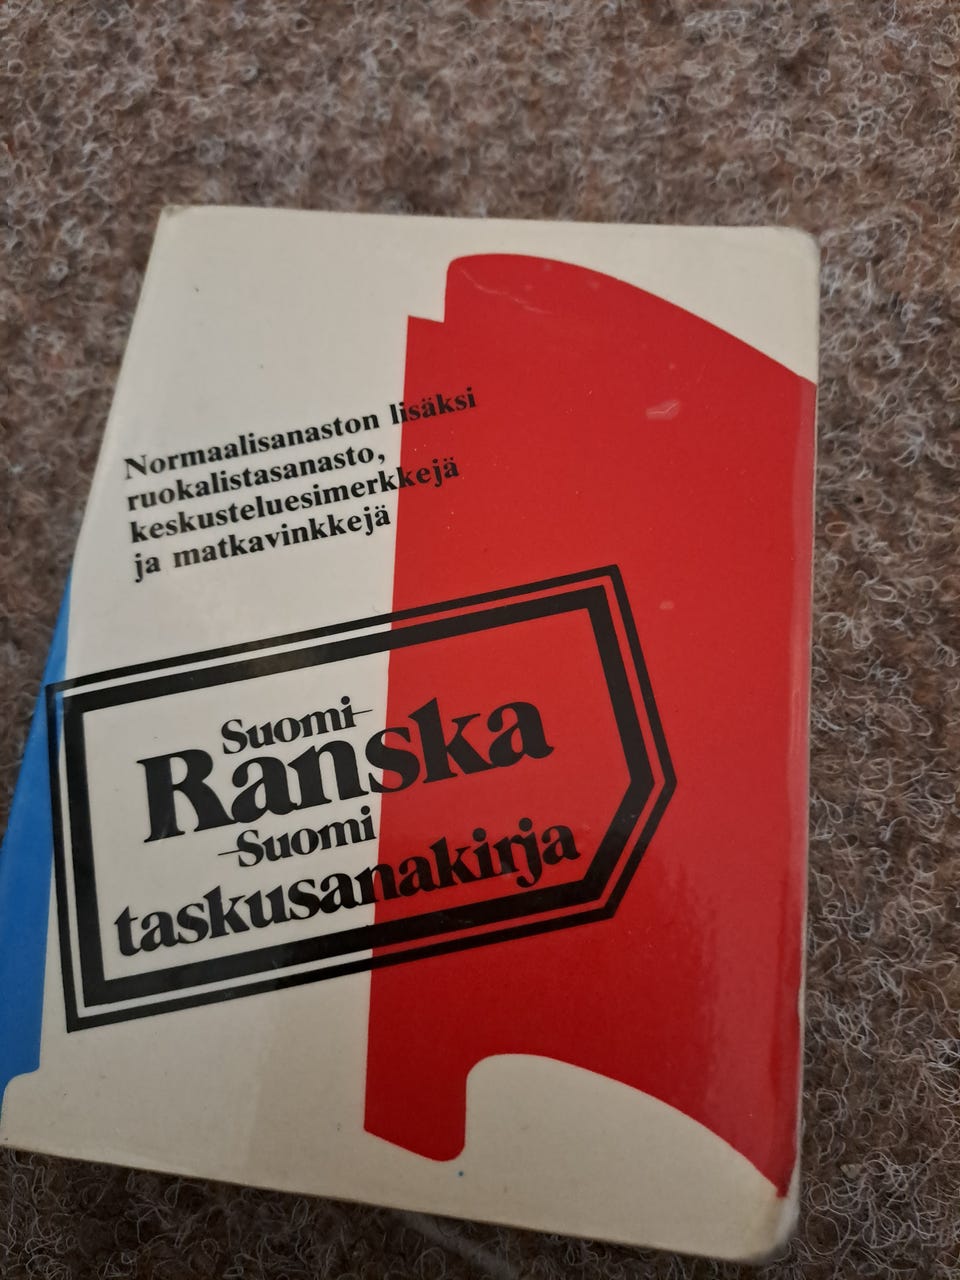 Normaalisanaston lisäksi
ruokalistasanasto,
keskusteluesimerkkejä
ja matkavinkkejä
Suomi-
Ranska
-Suomi
taskusanakirja